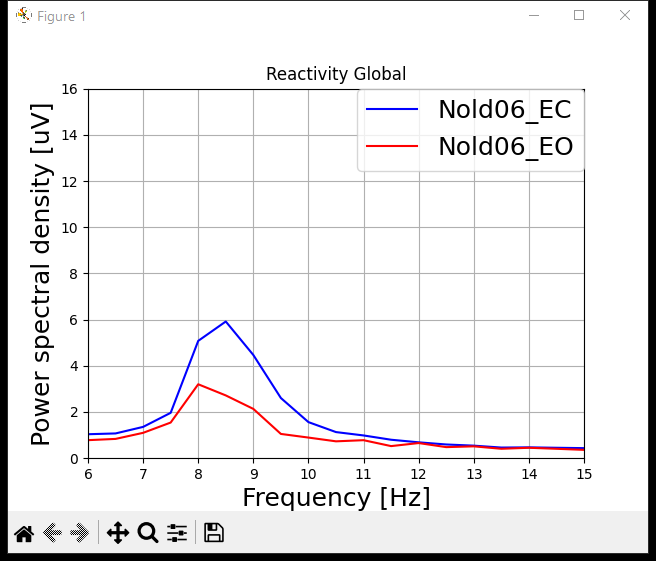 Figure 1
Reactivity Global
Nold06_EC
Nold06_EO
Power spectral density [uV]
16
14
12
10
8
6
4
2
0
6 7 8 9 10 11 12 13 14 15
Frequency [Hz]